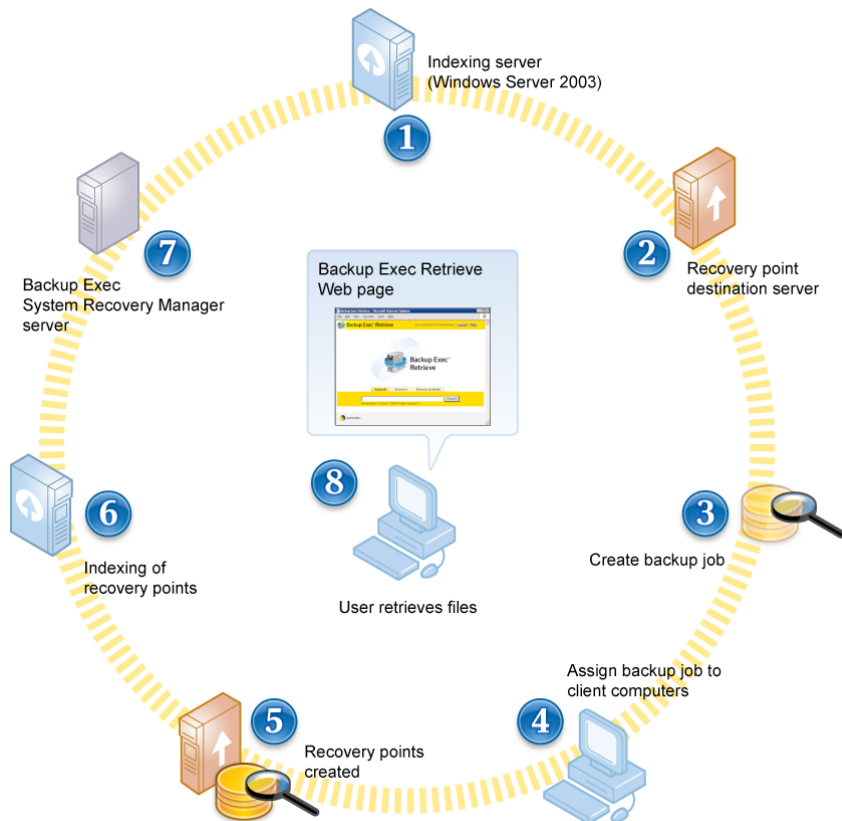 Indexing server
(Windows Server 2003)
1
2
Recovery point
destination server
3
Create backup job
Assign backup job to
client computers
4
5
Recovery points
created
6
Indexing of
recovery points
7
Backup Exec
System Recovery Manager
server
Backup Exec Retrieve
Web page
Backup Exec Retrieve
Backup Exec™
Retrieve
8
User retrieves files